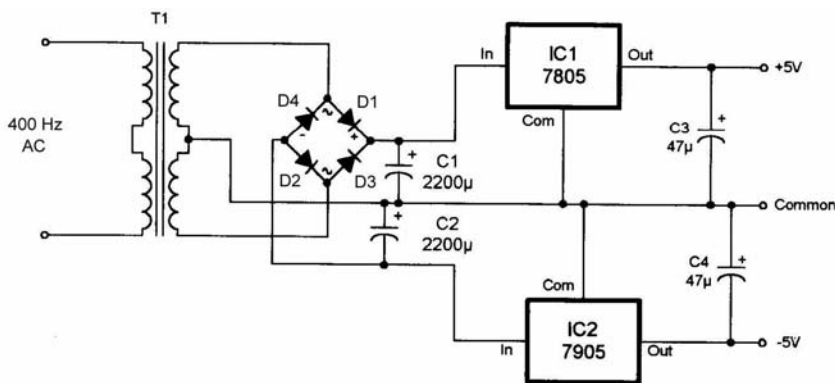 T1
400 Hz
AC
D4
D1
~
-
+
D2
~
D3
+
C1
2200µ
+
C2
2200µ
In
IC1
7805
Out
Com
+5V
+
C3
47µ
Common
Com
IC2
7905
In
Out
+
C4
47µ
-5V